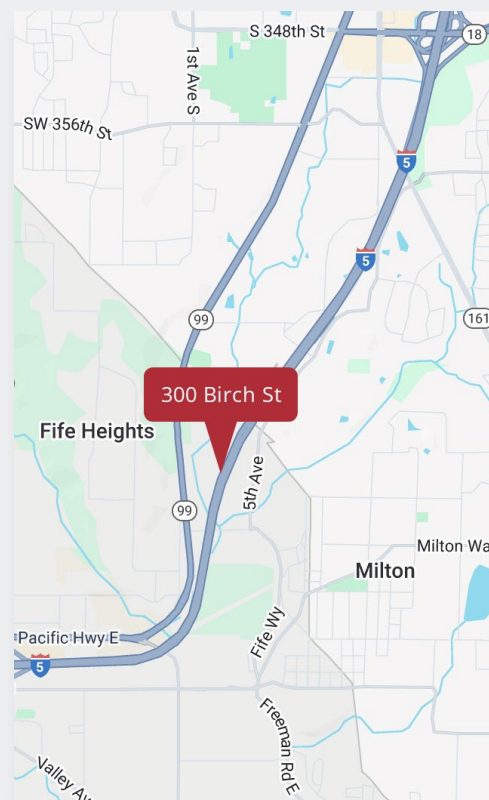 S 348th St
18
1st Ave S
SW 356th St
5
5
99
161
300 Birch St
Fife Heights
5th Ave
99
Milton Wa
Milton
Fife Wy
Pacific Hwy E
5
Freeman Rd E
Valley Av